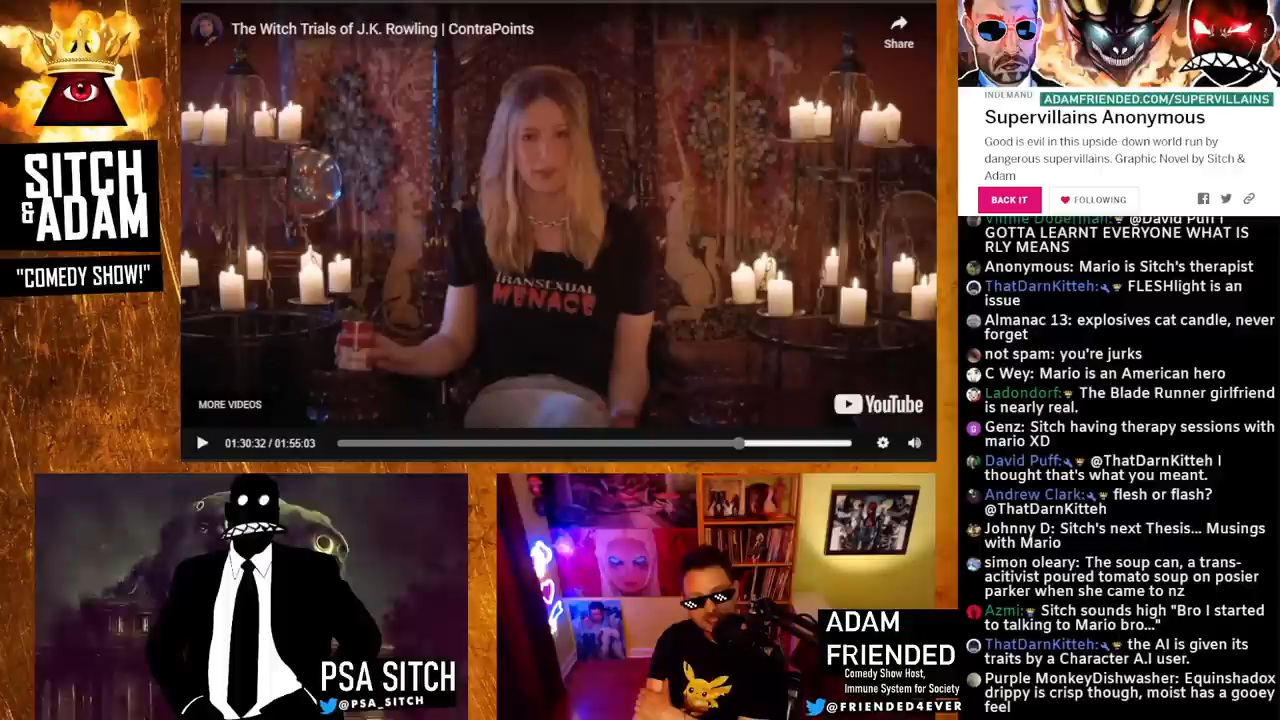 The Witch Trials of J.K. Rowling | ContraPoints
Share
TRANSEXUAL
MENACE
MORE VIDEOS
YouTube
01:30:32 / 01:55:03
SITCH
& ADAM
"COMEDY SHOW!"
PSA SITCH
@PSA_SITCH
ADAM
FRIENDED
Comedy Show Host,
Immune System for Society
@FRIENDED4EVER
INDEMAND
ADAMFRIENDED.COM/SUPERVILLAINS
Supervillains Anonymous
Good is evil in this upside-down world run by
dangerous supervillains. Graphic Novel by Sitch &
Adam
BACK IT
FOLLOWING
Vinnie Doberman: @David Puff I
GOTTA LEARNT EVERYONE WHAT IS
RLY MEANS
Anonymous: Mario is Sitch's therapist
ThatDarnKitteh: FLESHlight is an
issue
Almanac 13: explosives cat candle, never
forget
not spam: you're jurks
C Wey: Mario is an American hero
Ladondorf: The Blade Runner girlfriend
is nearly real.
Genz: Sitch having therapy sessions with
mario XD
David Puff: @ThatDarnKitteh I
thought that's what you meant.
Andrew Clark: flesh or flash?
@ThatDarnKitteh
Johnny D: Sitch's next Thesis... Musings
with Mario
simon oleary: The soup can, a trans-
acitivist poured tomato soup on posier
parker when she came to nz
Azmi: Sitch sounds high "Bro I started
to talking to Mario bro..."
ThatDarnKitteh: the AI is given its
traits by a Character A.I user.
Purple MonkeyDishwasher: Equinshadox
drippy is crisp though, moist has a gooey
feel